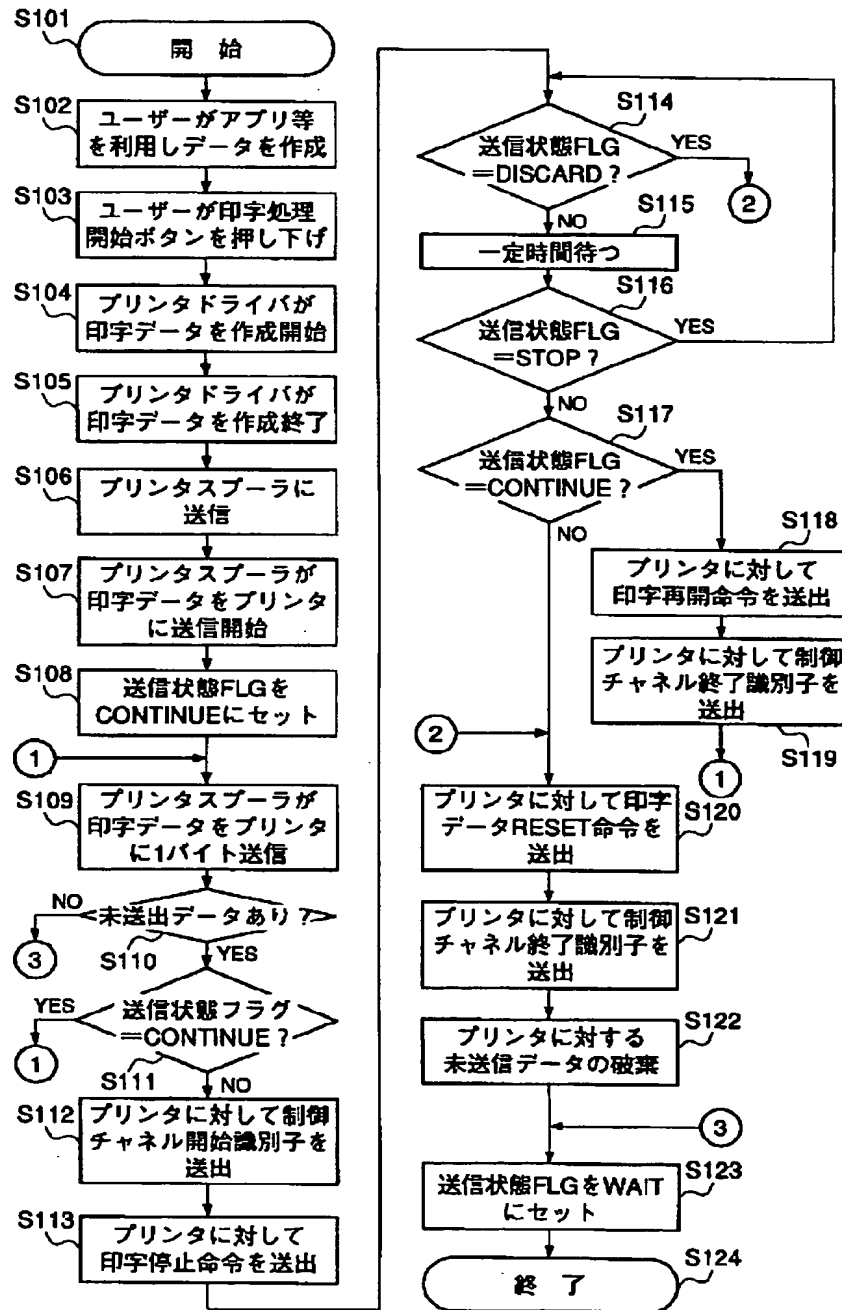 S101
開 始
S102
ユーザーがアプリ等
を利用しデータを作成
S103
ユーザーが印字処理
開始ボタンを押し下げ
S104
プリンタドライバが
印字データを作成開始
S105
プリンタドライバが
印字データを作成終了
S106
プリンタスプーラに
送信
S107
プリンタスプーラが
印字データをプリンタ
に送信開始
S108
送信状態FLGを
CONTINUEにセット
1
S109
プリンタスプーラが
印字データをプリンタ
に1バイト送信
NO
未送出データあり?
3
S110
YES
YES
送信状態フラグ
=CONTINUE?
1
S111
NO
S112
プリンタに対して制御
チャネル開始識別子を
送出
S113
プリンタに対して
印字停止命令を送出
S114
送信状態FLG
=DISCARD?
YES
2
NO
S115
一定時間待つ
S116
送信状態FLG
=STOP?
YES
NO
S117
送信状態FLG
=CONTINUE?
YES
NO
S118
プリンタに対して
印字再開命令を送出
プリンタに対して制御
チャネル終了識別子を
送出
S119
1
2
プリンタに対して印字
データRESET命令を
送出
S120
プリンタに対して制御
チャネル終了識別子を
送出
S121
プリンタに対する
未送信データの破棄
S122
3
送信状態FLGをWAIT
にセット
S123
終 了
S124